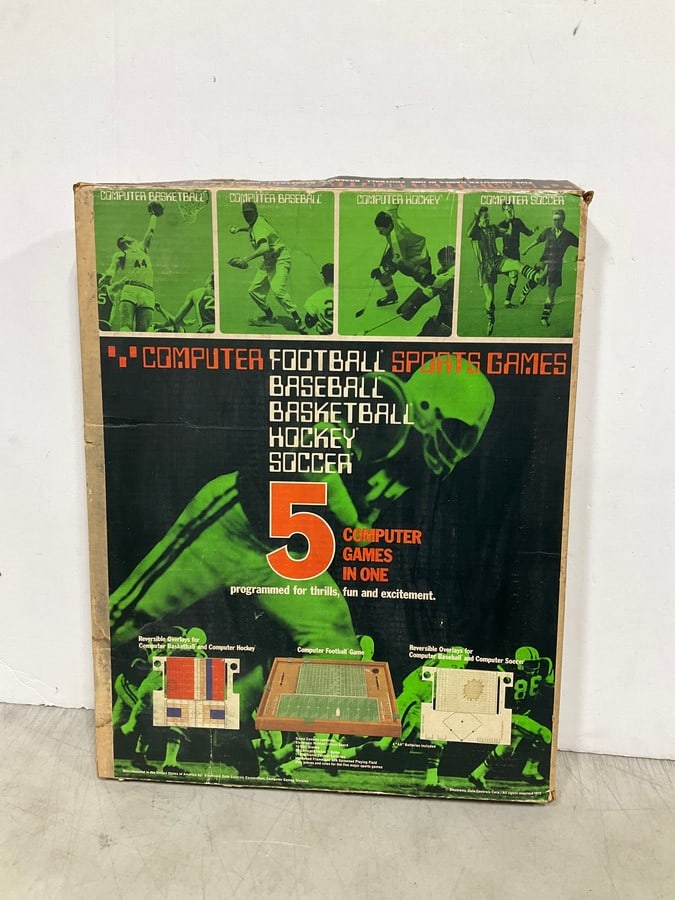 COMPUTER BASKETBALL
COMPUTER BASEBALL
COMPUTER HOCKEY
COMPUTER SOCCER
COMPUTER FOOTBALL SPORTS GAMES
BASEBALL
BASKETBALL
HOCKEY
SOCCER
5
COMPUTER
GAMES
IN ONE
programmed for thrills, fun and excitement.
Reversible Overlays for
Computer Basketball and Computer Hockey
Computer Football Game
Reversible Overlays for
Computer Baseball and Computer Soccer
44
86